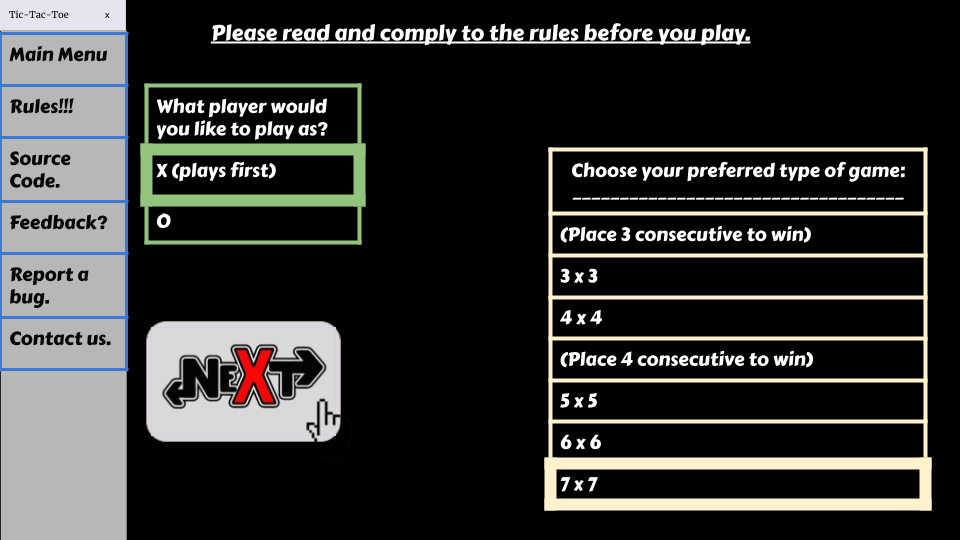 Tic-Tac-Toe x
Main Menu
Rules!!!
Source
Code.
Feedback?
Report a
bug.
Contact us.
Please read and comply to the rules before you play.
What player would
you like to play as?
X (plays first)
O
NEXT
Choose your preferred type of game:
___________________________________
(Place 3 consecutive to win)
3 x 3
4 x 4
(Place 4 consecutive to win)
5 x 5
6 x 6
7 x 7